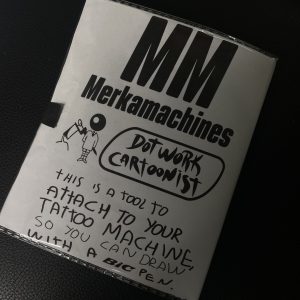 MM
Merkamachines
DOTWORK
CARTOONIST
THIS IS A TOOL TO
ATTACH TO YOUR
TATTOO MACHINE,
SO YOU CAN DRAW
WITH A BIC PEN.